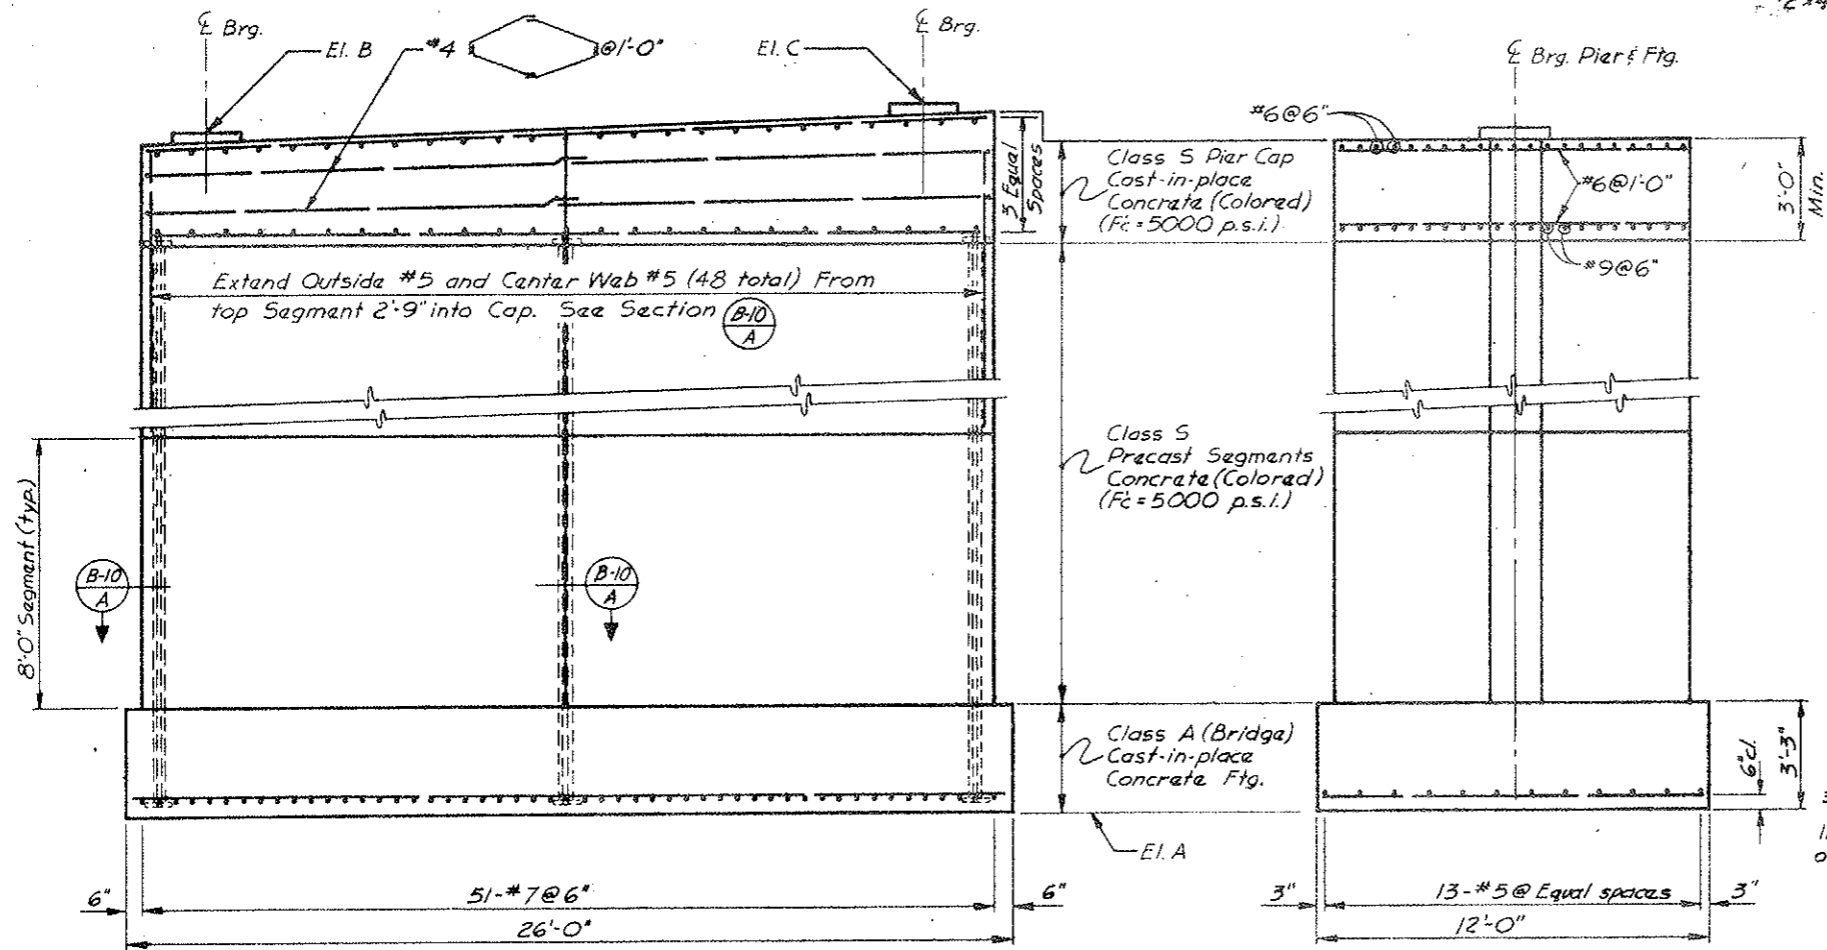 ℄ Brg.
El. B
#4
@1'-0"
El. C
℄ Brg.
℄ Brg. Pier & Ftg.
#6@6"
3 Equal
Spaces
Class S Pier Cap
Cast-in-place
Concrete (Colored)
(F'c = 5000 p.s.i.)
#6@1'-0"
3'-0"
Min.
#9@6"
Extend Outside #5 and Center Web #5 (48 total) From
top Segment 2'-9" into Cap. See Section
B-10
A
Class S
Precast Segments
Concrete (Colored)
(F'c = 5000 p.s.i.)
8'-0" Segment (typ.)
B-10
A
B-10
A
Class A (Bridge)
Cast-in-place
Concrete Ftg.
6" cl.
3'-3"
El. A
6"
51-#7@6"
6"
26'-0"
3"
13-#5@ Equal spaces
3"
12'-0"